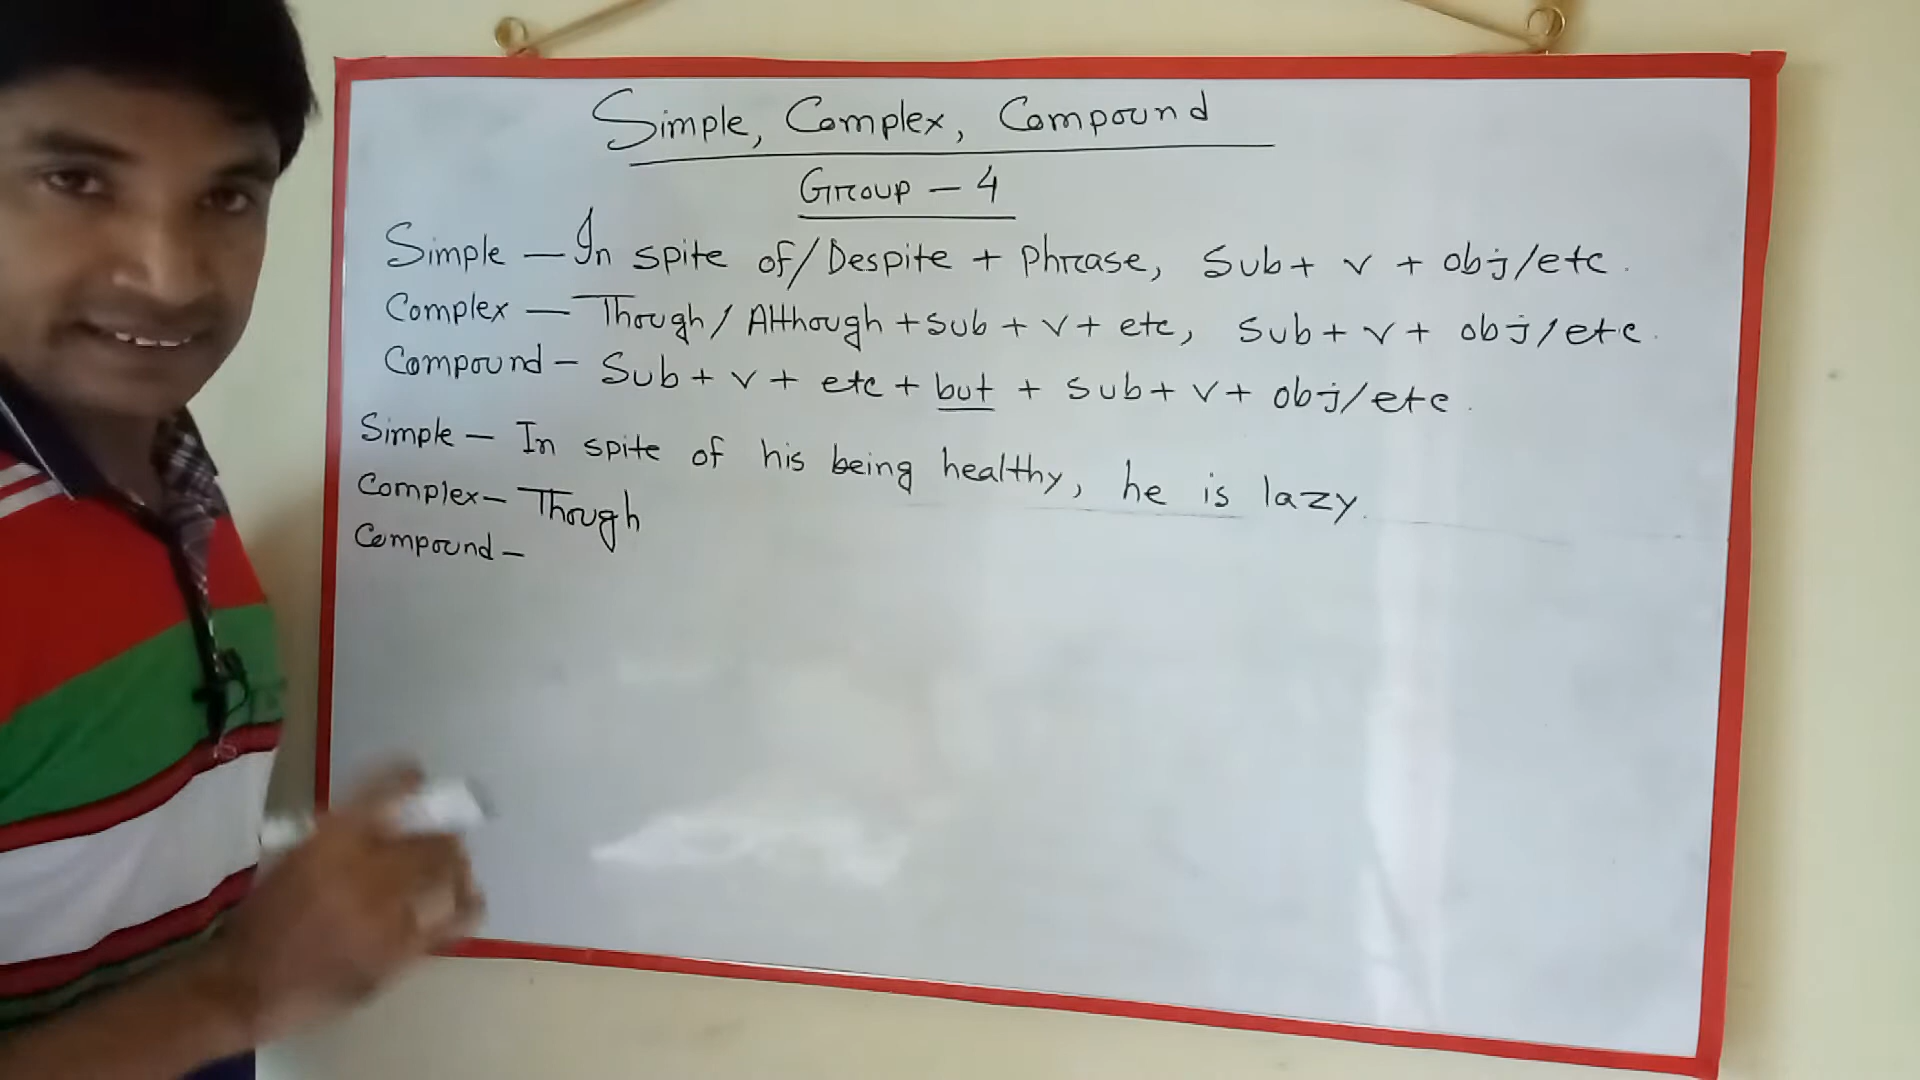 Simple, Complex, Compound
Group - 4
Simple - In spite of/Despite + Phrase, Sub + v + obj/etc.
Complex - Though/Although + sub + v + etc, Sub + v + obj/etc.
Compound - Sub + v + etc + but + sub + v + obj/etc.
Simple - In spite of his being healthy, he is lazy.
Complex - Though
Compound -